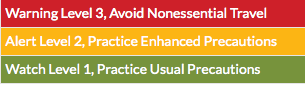 Warning Level 3, Avoid Nonessential Travel
Alert Level 2, Practice Enhanced Precautions
Watch Level 1, Practice Usual Precautions